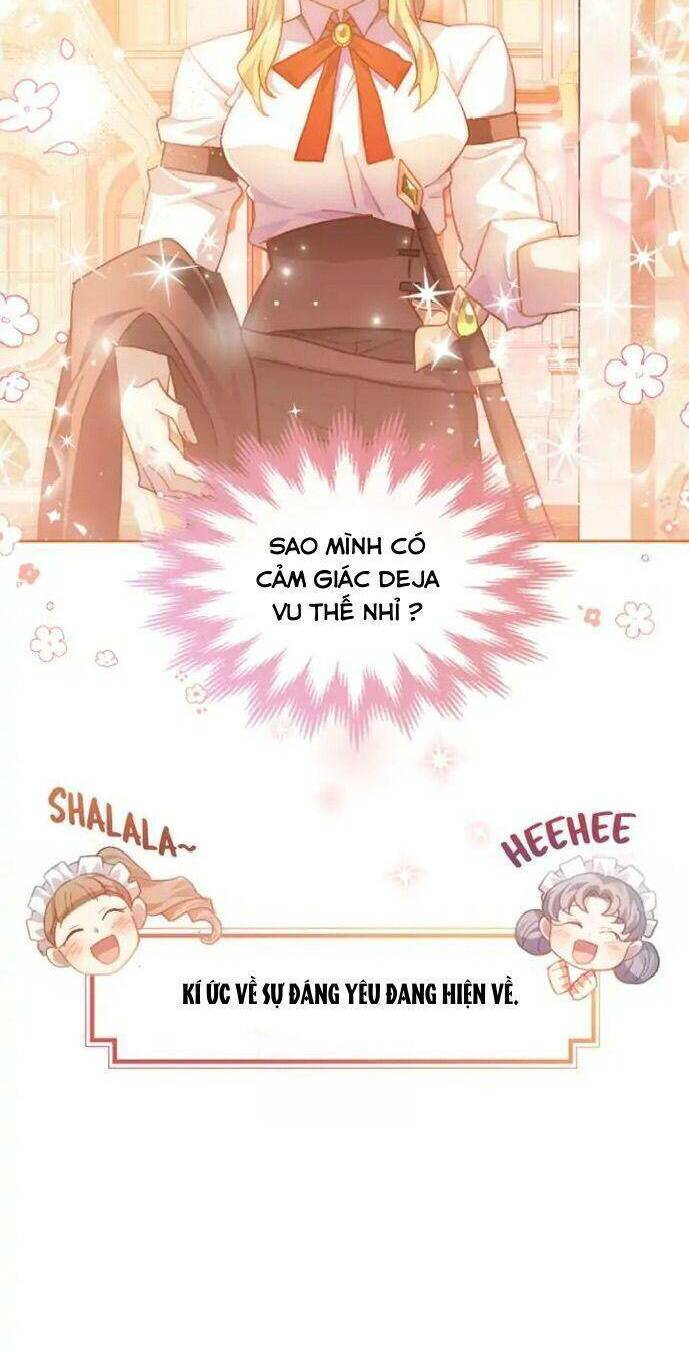 SAO MÌNH CÓ
CẢM GIÁC DEJA
VU THẾ NHỈ ?
SHALALA~
HEEHEE
KÍ ỨC VỀ SỰ ĐÁNG YÊU ĐANG HIỆN VỀ.